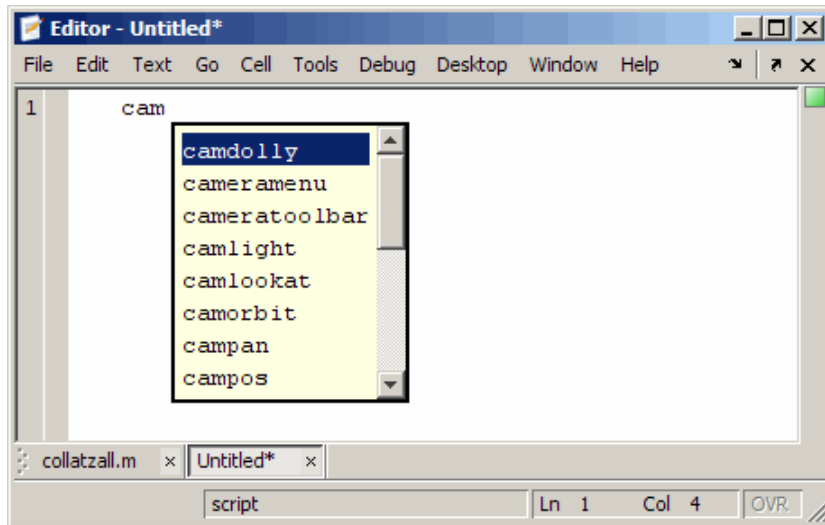 Editor - Untitled*
File Edit Text Go Cell Tools Debug Desktop Window Help
1 cam
camdolly
cameramenu
cameratoolbar
camlight
camlookat
camorbit
campan
campos
collatzall.m × Untitled* ×
script Ln 1 Col 4 OVR